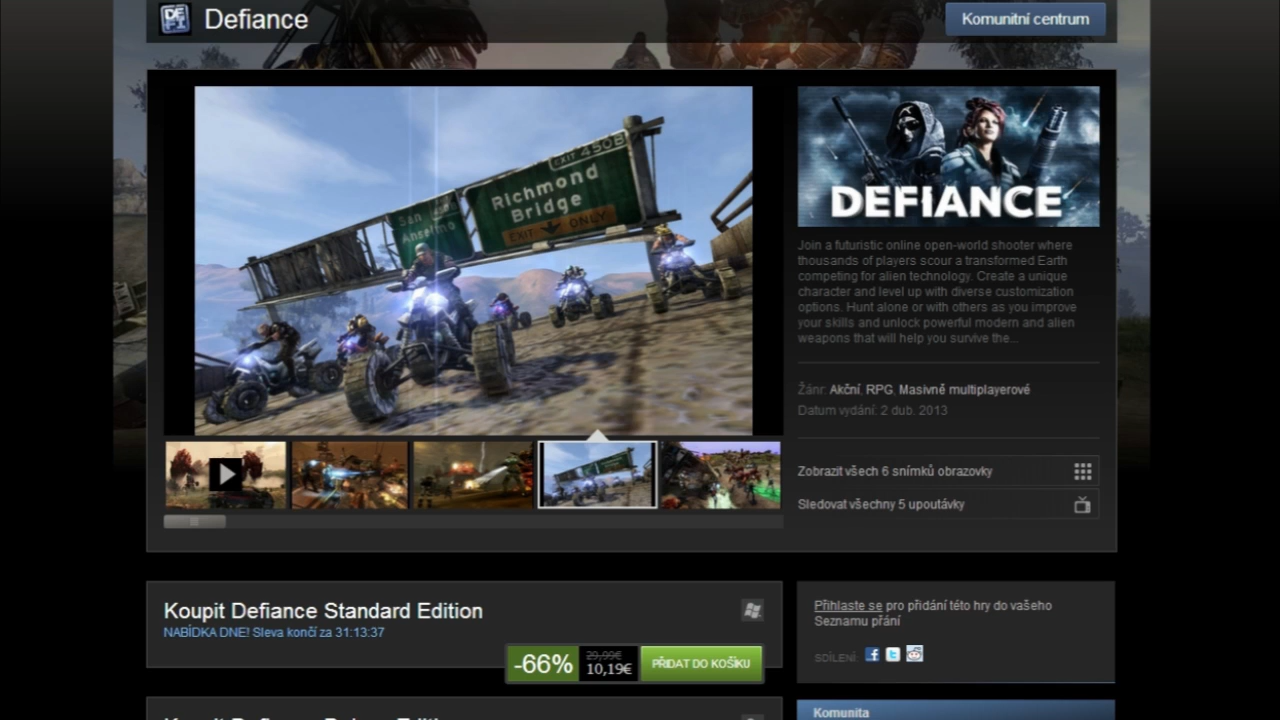 Defiance
Komunitní centrum
EXIT 450B
Richmond
Bridge
EXIT ONLY
San
Anselmo
DEFIANCE
Join a futuristic online open-world shooter where
thousands of players scour a transformed Earth
competing for alien technology. Create a unique
character and level up with diverse customization
options. Hunt alone or with others as you improve
your skills and unlock powerful modern and alien
weapons that will help you survive the...
Žánr: Akční, RPG, Masivně multiplayerové
Datum vydání: 2 dub. 2013
Zobrazit všech 6 snímků obrazovky
Sledovat všechny 5 upoutávky
Koupit Defiance Standard Edition
NABÍDKA DNE! Sleva končí za 31:13:37
-66%
29,99€
10,19€
PŘIDAT DO KOŠÍKU
Přihlaste se pro přidání této hry do vašeho
Seznamu přání
SDÍLENÍ:
Komunita